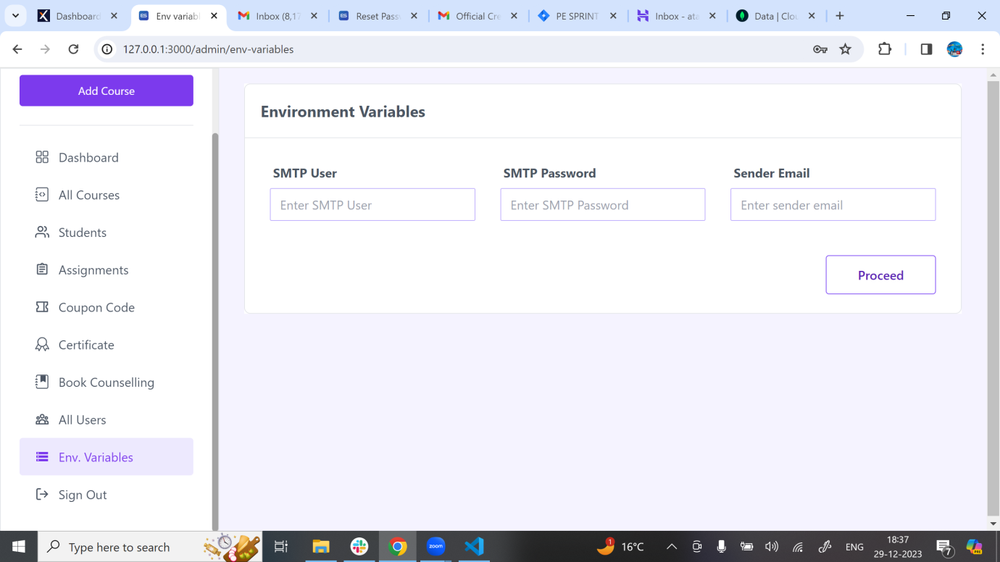 Dashboard
Env variabl
Inbox (8,17
Reset Pass
Official Cre
PE SPRINT
Inbox - ata
Data | Clou
127.0.0.1:3000/admin/env-variables
Add Course
Dashboard
All Courses
Students
Assignments
Coupon Code
Certificate
Book Counselling
All Users
Env. Variables
Sign Out
Environment Variables
SMTP User
SMTP Password
Sender Email
Enter SMTP User
Enter SMTP Password
Enter sender email
Proceed
Type here to search
zoom
1
16°C
ENG
18:37
29-12-2023
7
PRE